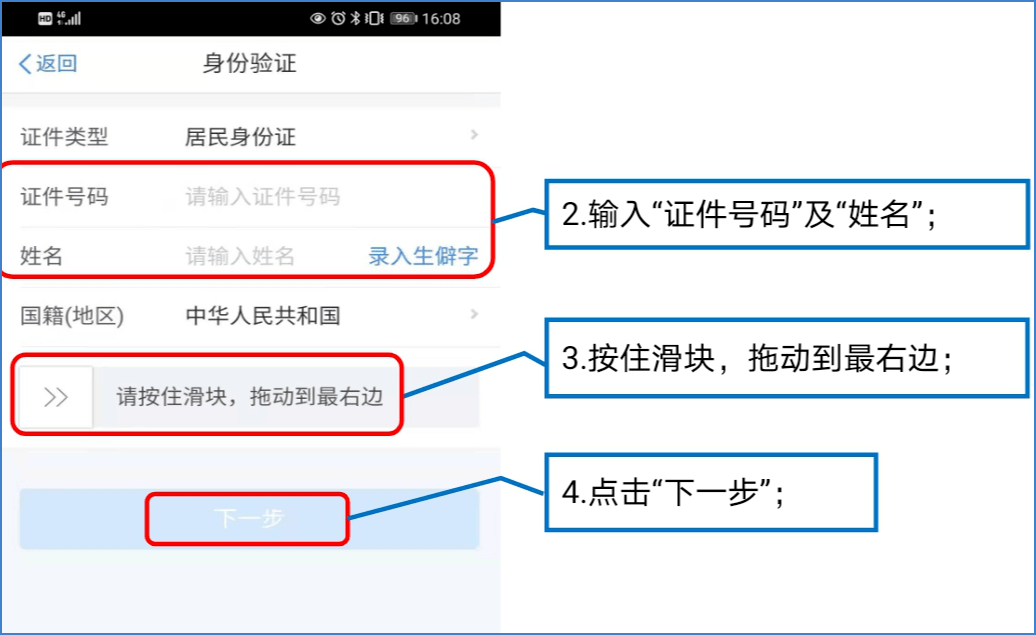 HD 4G 96 16:08
返回 身份验证
证件类型 居民身份证
证件号码 请输入证件号码
姓名 请输入姓名 录入生僻字
国籍(地区) 中华人民共和国
请按住滑块，拖动到最右边
下一步
2.输入“证件号码”及“姓名”；
3.按住滑块，拖动到最右边；
4.点击“下一步”；